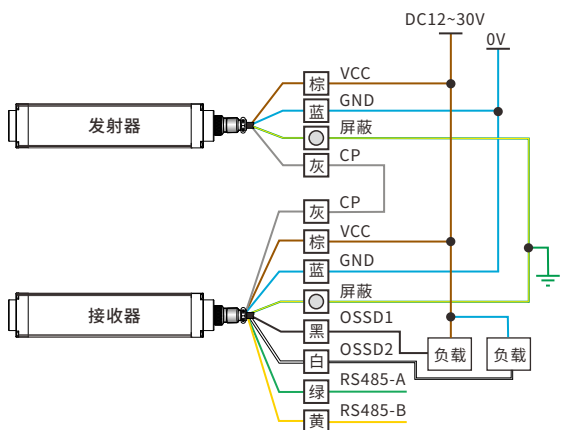 DC12~30V
0V
发射器
棕 VCC
蓝 GND
屏蔽
灰 CP
灰 CP
棕 VCC
蓝 GND
屏蔽
接收器
黑 OSSD1
白 OSSD2
负载 负载
绿 RS485-A
黄 RS485-B